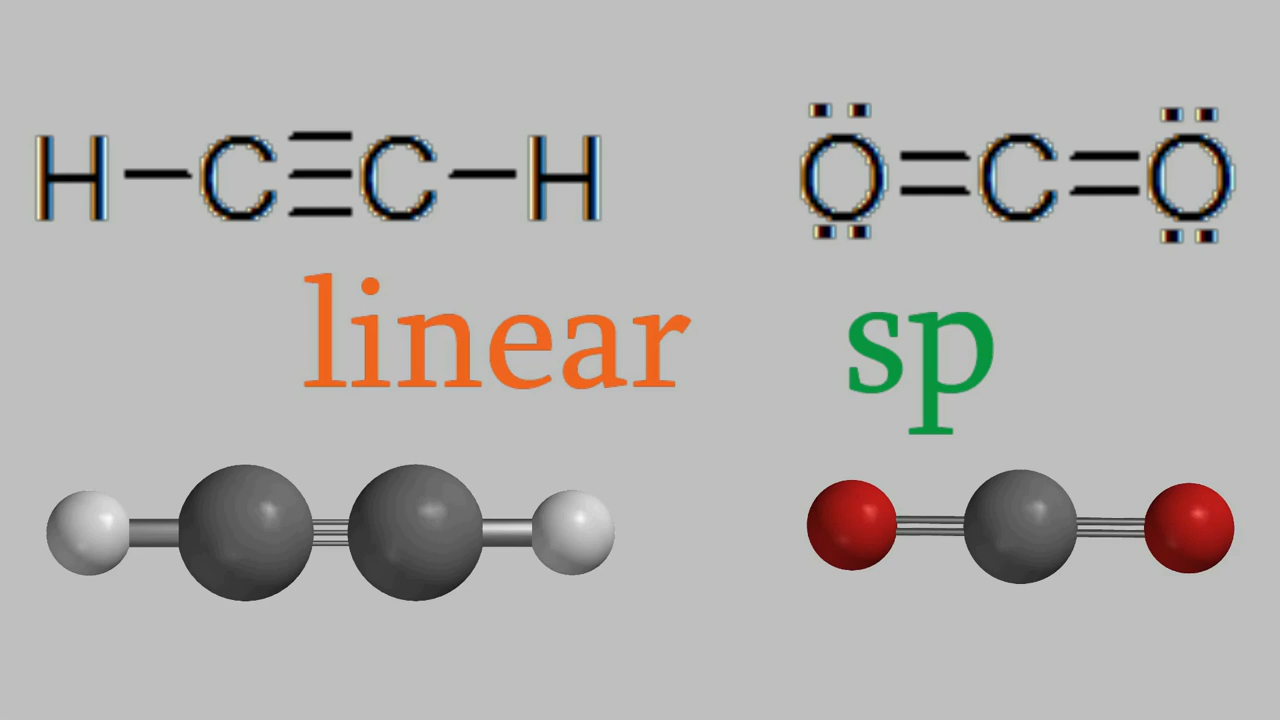 H-C≡C-H
O=C=O
linear
sp